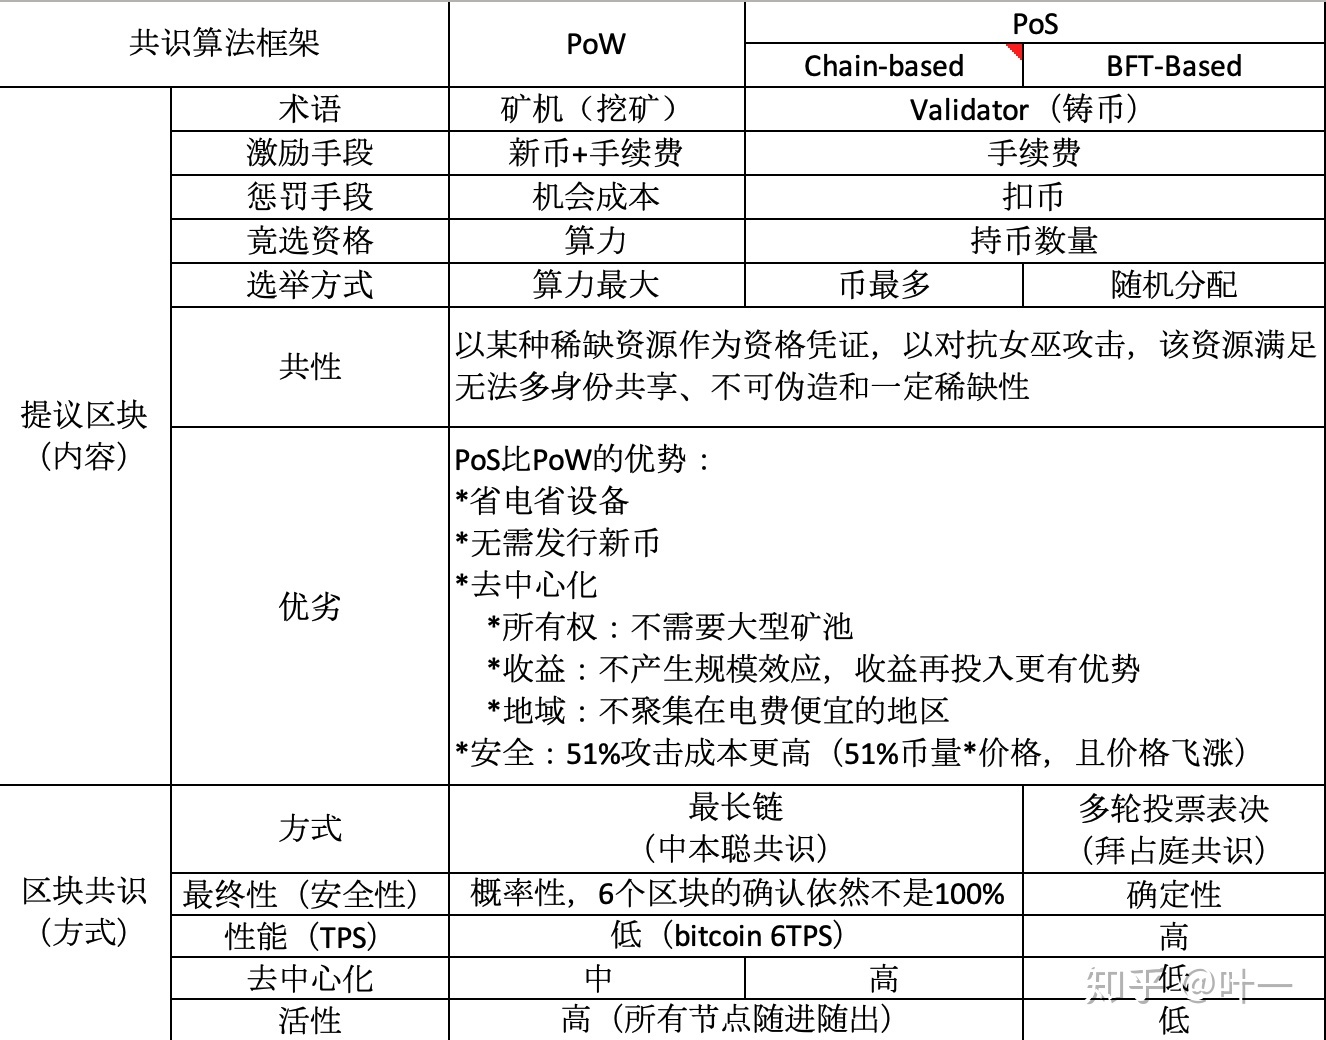 共识算法框架
PoW
PoS
Chain-based
BFT-Based
提议区块
（内容）
术语
矿机（挖矿）
Validator（铸币）
激励手段
新币+手续费
手续费
惩罚手段
机会成本
扣币
竟选资格
算力
持币数量
选举方式
算力最大
币最多
随机分配
共性
以某种稀缺资源作为资格凭证，以对抗女巫攻击，该资源满足
无法多身份共享、不可伪造和一定稀缺性
优劣
PoS比PoW的优势：
*省电省设备
*无需发行新币
*去中心化
*所有权：不需要大型矿池
*收益：不产生规模效应，收益再投入更有优势
*地域：不聚集在电费便宜的地区
*安全：51%攻击成本更高（51%币量*价格，且价格飞涨）
区块共识
（方式）
方式
最长链
（中本聪共识）
多轮投票表决
（拜占庭共识）
最终性（安全性）
概率性，6个区块的确认依然不是100%
确定性
性能（TPS）
低（bitcoin 6TPS）
高
去中心化
中
高
低
活性
高（所有节点随进随出）
低
知乎 @叶一